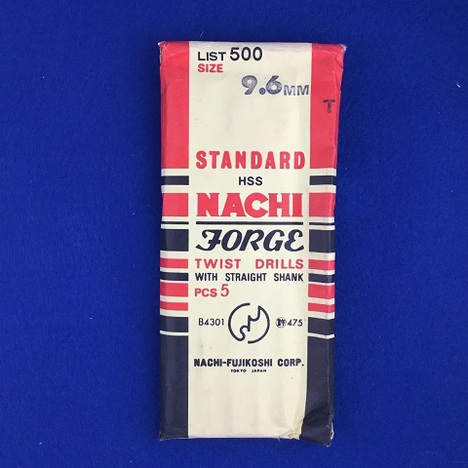 LIST 500
SIZE
9.6MM
T
STANDARD
HSS
NACHI
FORGE
TWIST DRILLS
WITH STRAIGHT SHANK
PCS 5
B4301
475
NACHI-FUJIKOSHI CORP.
TOKYO JAPAN